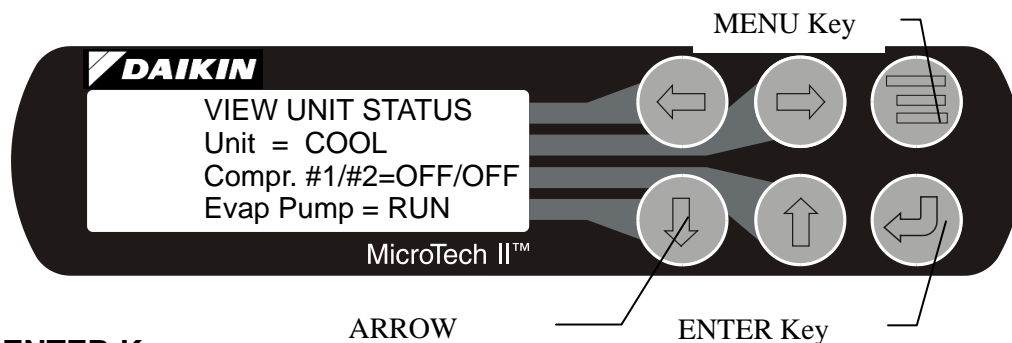 MENU Key
DAIKIN
VIEW UNIT STATUS
Unit = COOL
Compr. #1/#2=OFF/OFF
Evap Pump = RUN
MicroTech II™
ARROW
ENTER Key